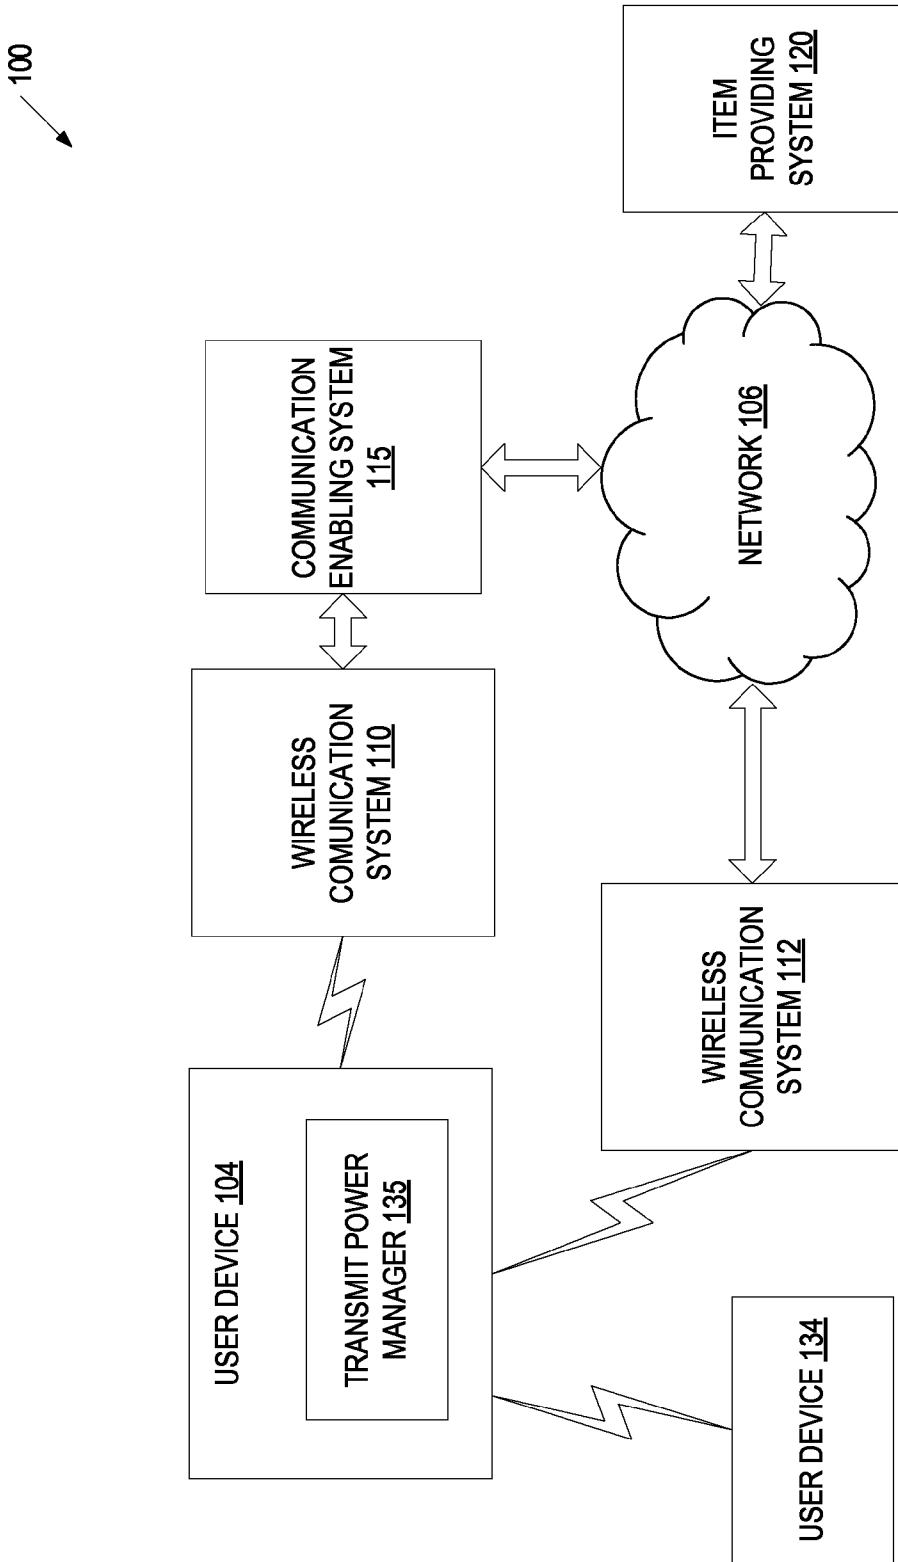 100
USER DEVICE 104
TRANSMIT POWER
MANAGER 135
WIRELESS
COMUNICATION
SYSTEM 110
COMMUNICATION
ENABLING SYSTEM
115
USER DEVICE 134
WIRELESS
COMMUNICATION
SYSTEM 112
NETWORK 106
ITEM
PROVIDING
SYSTEM 120